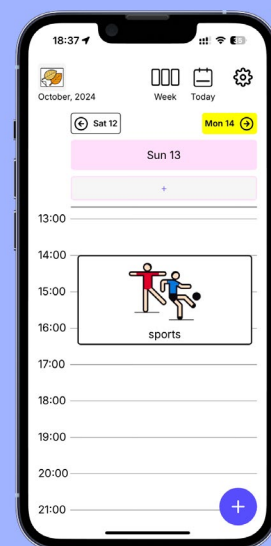 18:37
October, 2024
Week
Today
Sat 12
Mon 14
Sun 13
+
13:00
14:00
15:00
16:00
sports
17:00
18:00
19:00
20:00
21:00
+